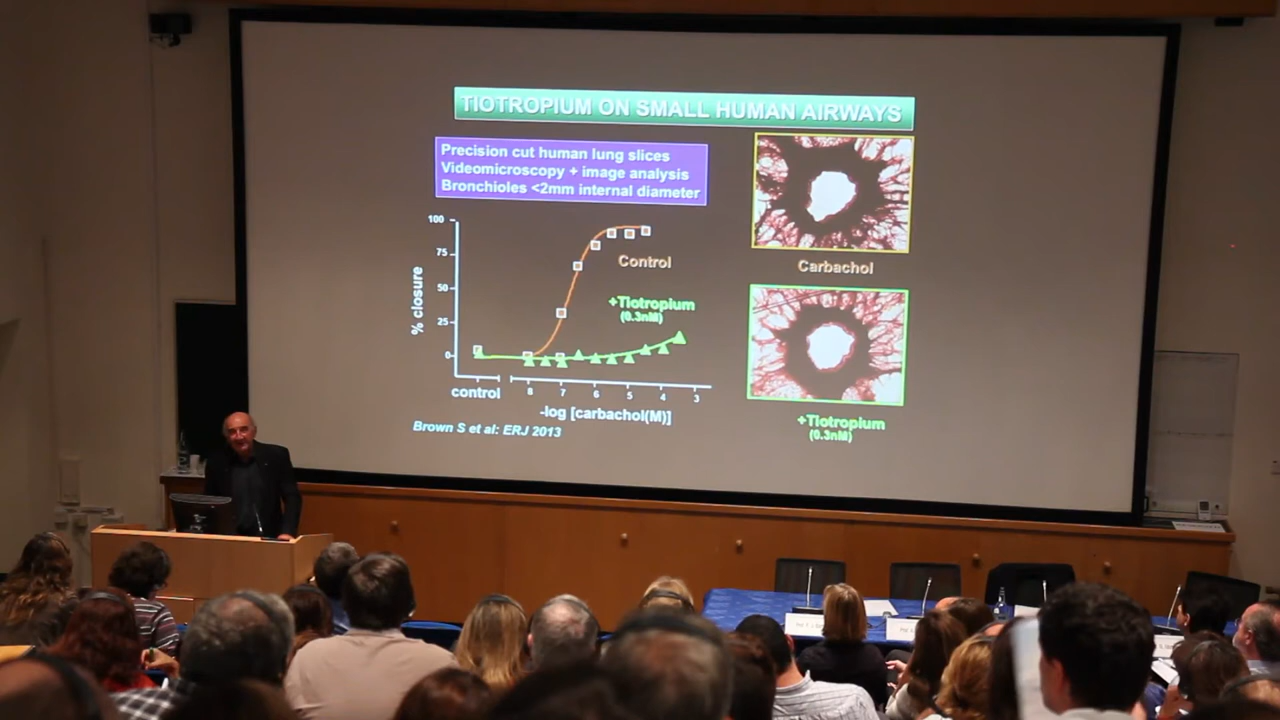 TIOTROPIUM ON SMALL HUMAN AIRWAYS
Precision cut human lung slices
Videomicroscopy + image analysis
Bronchioles <2mm internal diameter
100
75
50
25
0
% closure
Control
+Tiotropium
(0.3nM)
control
8 7 6 5 4 3
-log [carbachol(M)]
Brown S et al: ERJ 2013
Carbachol
+Tiotropium
(0.3nM)